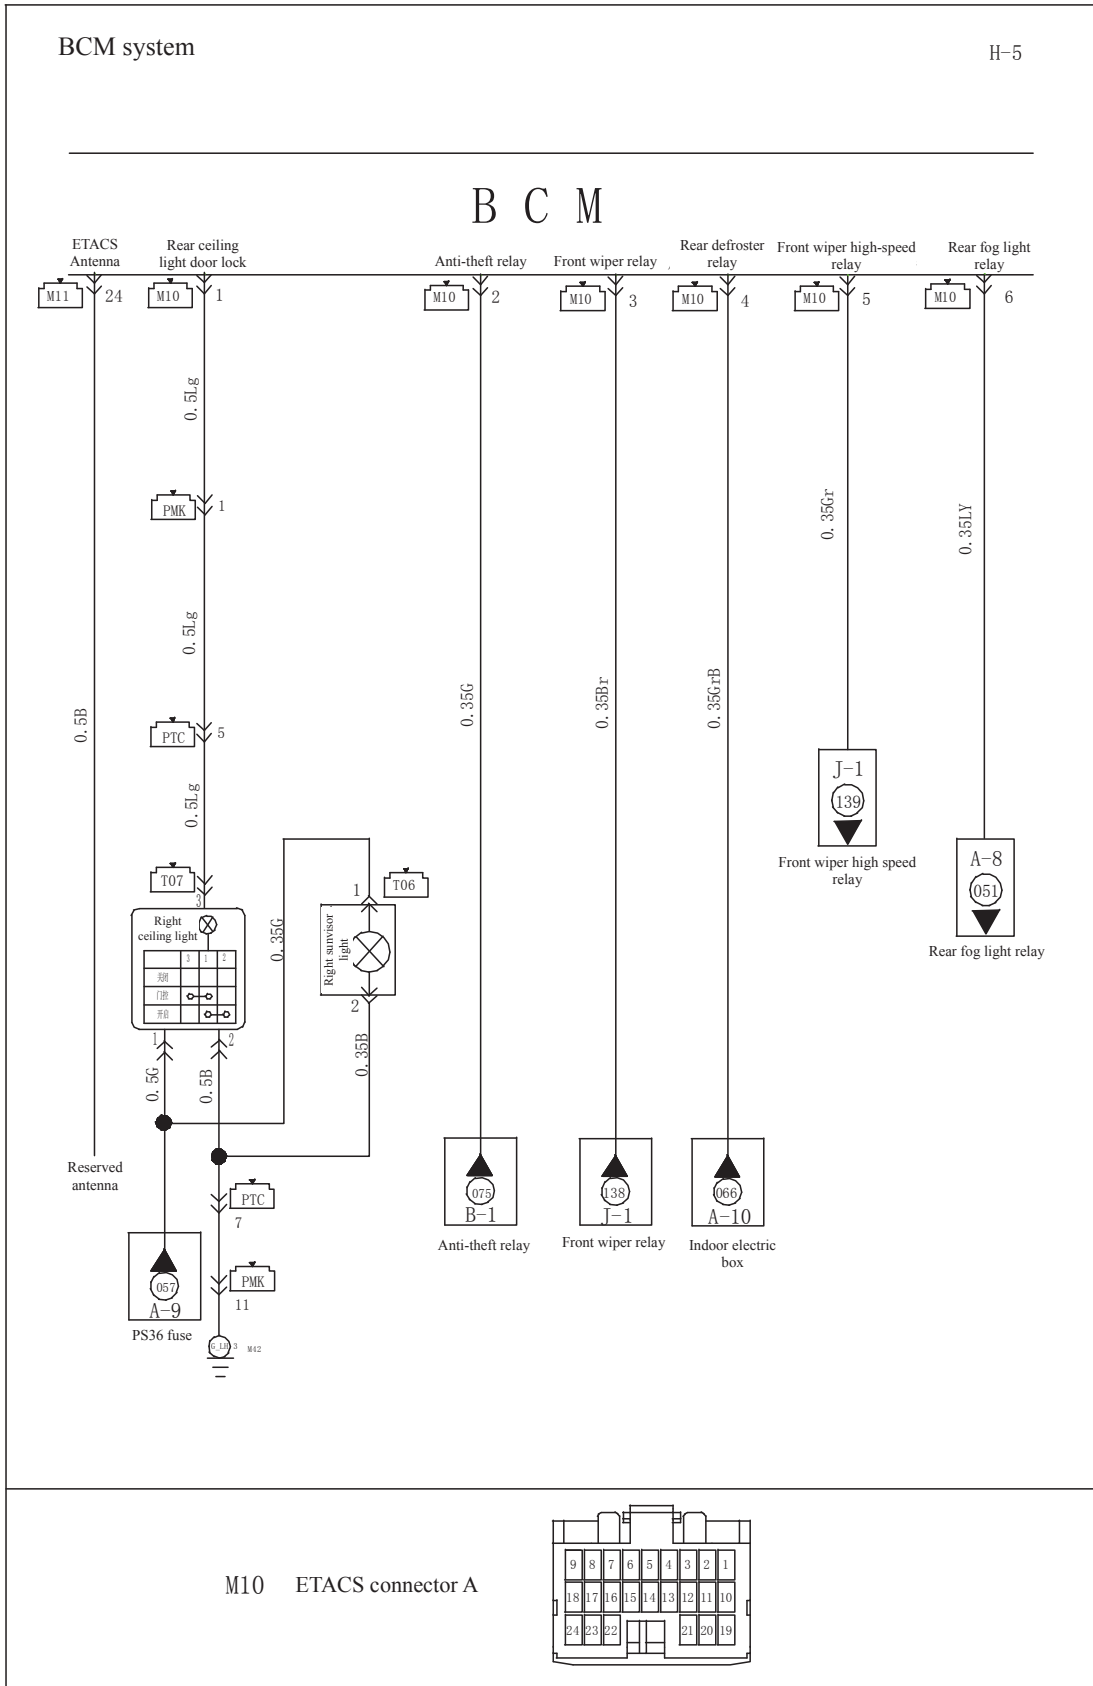 BCM system
H-5
B C M
ETACS
Antenna
Rear ceiling
light door lock
Anti-theft relay
Front wiper relay
Rear defroster
relay
Front wiper high-speed
relay
Rear fog light
relay
M11
24
M10
1
M10
2
M10
3
M10
4
M10
5
M10
6
0.5Lg
PMK
1
0.35Gr
0.35LY
0.5Lg
0.5B
PTC
5
0.35G
0.35Br
0.35GrB
0.5Lg
J-1
139
Front wiper high speed
relay
A-8
051
Rear fog light relay
T07
3
T06
1
Right
ceiling light
3 1 2
关闭
门控
开启
0.35G
Right sunvisor
light
2
1
2
0.5G
0.5B
0.35B
Reserved
antenna
PTC
7
PMK
11
057
A-9
PS36 fuse
G_LH 3
M42
075
B-1
Anti-theft relay
138
J-1
Front wiper relay
066
A-10
Indoor electric
box
M10 ETACS connector A
9 8 7 6 5 4 3 2 1
18 17 16 15 14 13 12 11 10
24 23 22 21 20 19